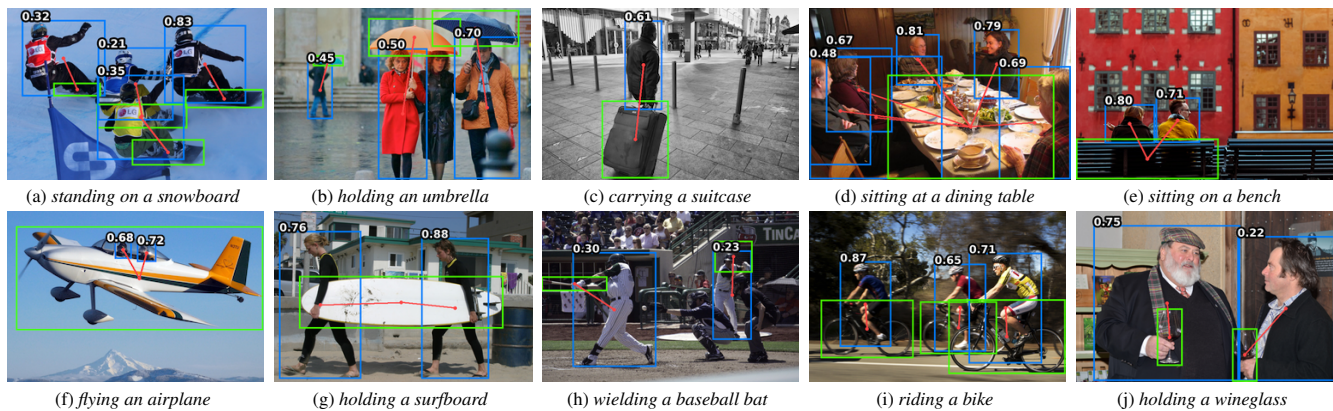 0.32
0.83
0.21
0.35
LG
LG
0.45
0.50
0.70
0.61
0.67
0.48
0.81
0.79
0.69
0.80
0.71
(a) standing on a snowboard
(b) holding an umbrella
(c) carrying a suitcase
(d) sitting at a dining table
(e) sitting on a bench
0.68
0.72
0.76
0.88
0.30
0.23
TINCA
0.87
0.65
0.71
0.75
0.22
(f) flying an airplane
(g) holding a surfboard
(h) wielding a baseball bat
(i) riding a bike
(j) holding a wineglass